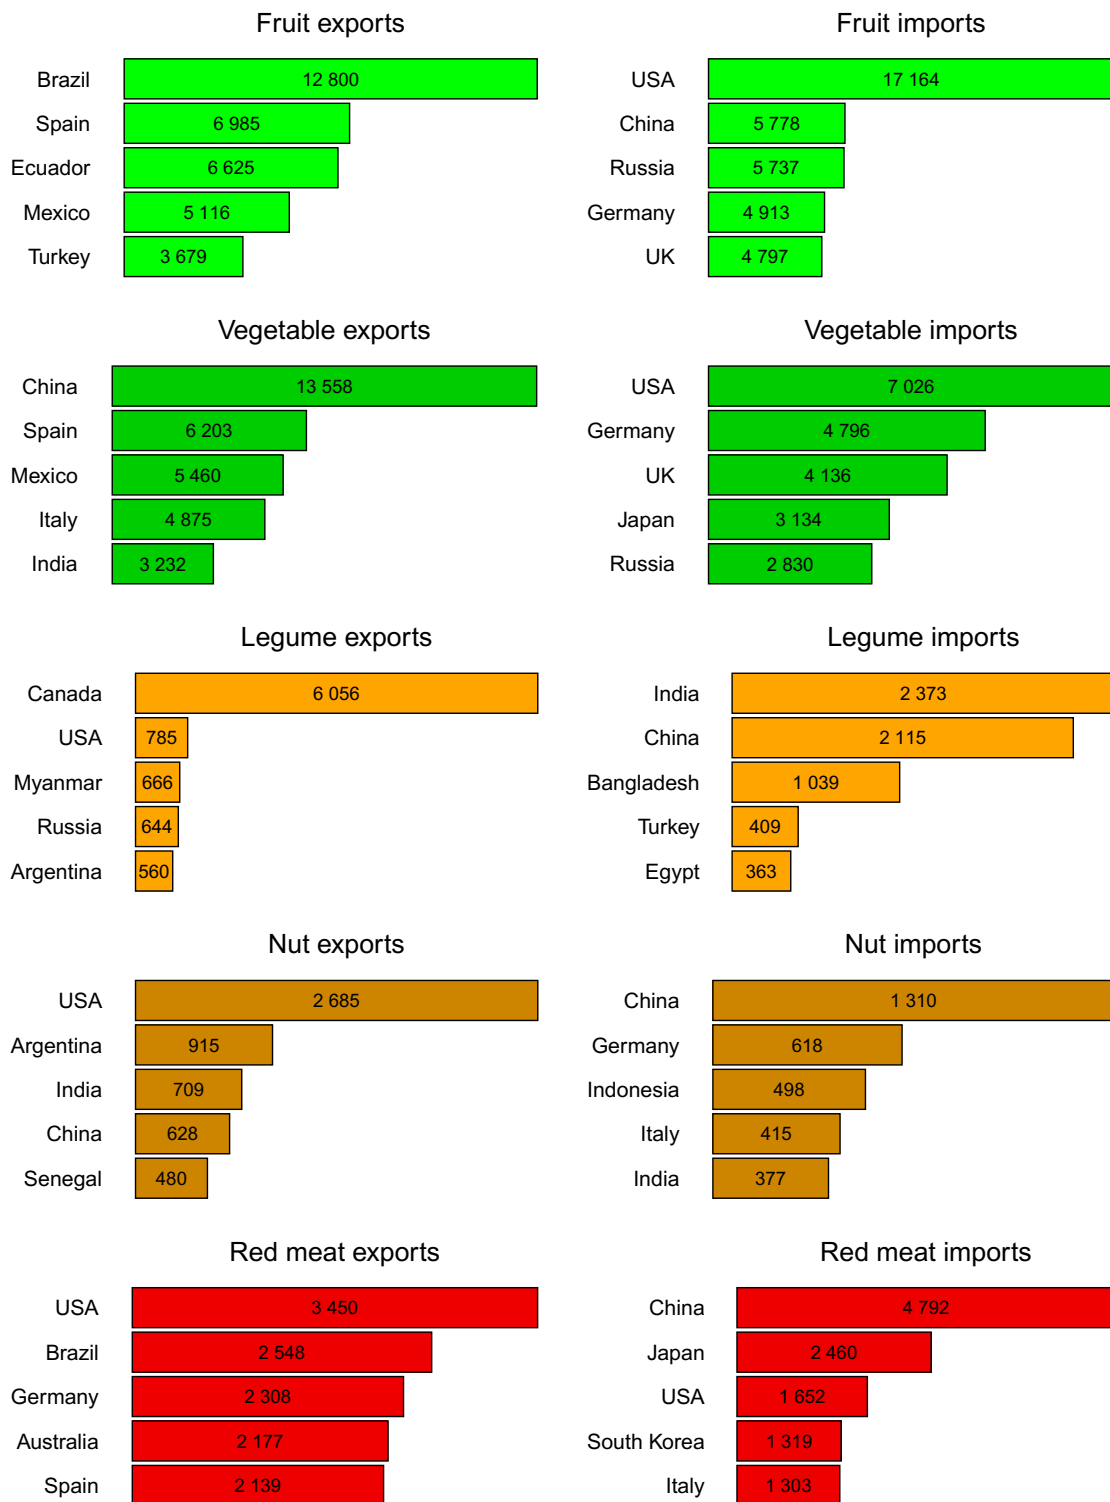 Fruit exports
Brazil 12 800
Spain 6 985
Ecuador 6 625
Mexico 5 116
Turkey 3 679
Fruit imports
USA 17 164
China 5 778
Russia 5 737
Germany 4 913
UK 4 797
Vegetable exports
China 13 558
Spain 6 203
Mexico 5 460
Italy 4 875
India 3 232
Vegetable imports
USA 7 026
Germany 4 796
UK 4 136
Japan 3 134
Russia 2 830
Legume exports
Canada 6 056
USA 785
Myanmar 666
Russia 644
Argentina 560
Legume imports
India 2 373
China 2 115
Bangladesh 1 039
Turkey 409
Egypt 363
Nut exports
USA 2 685
Argentina 915
India 709
China 628
Senegal 480
Nut imports
China 1 310
Germany 618
Indonesia 498
Italy 415
India 377
Red meat exports
USA 3 450
Brazil 2 548
Germany 2 308
Australia 2 177
Spain 2 139
Red meat imports
China 4 792
Japan 2 460
USA 1 652
South Korea 1 319
Italy 1 303